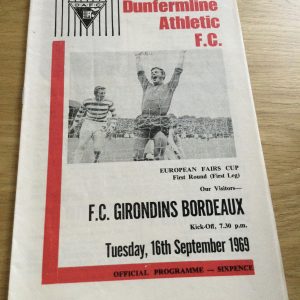 D.A.F.C.
Dunfermline
Athletic
F.C.
EUROPEAN FAIRS CUP
First Round (First Leg)
Our Visitors—
F.C. GIRONDINS BORDEAUX
Kick-Off, 7.30 p.m.
Tuesday, 16th September 1969
OFFICIAL PROGRAMME — SIXPENCE